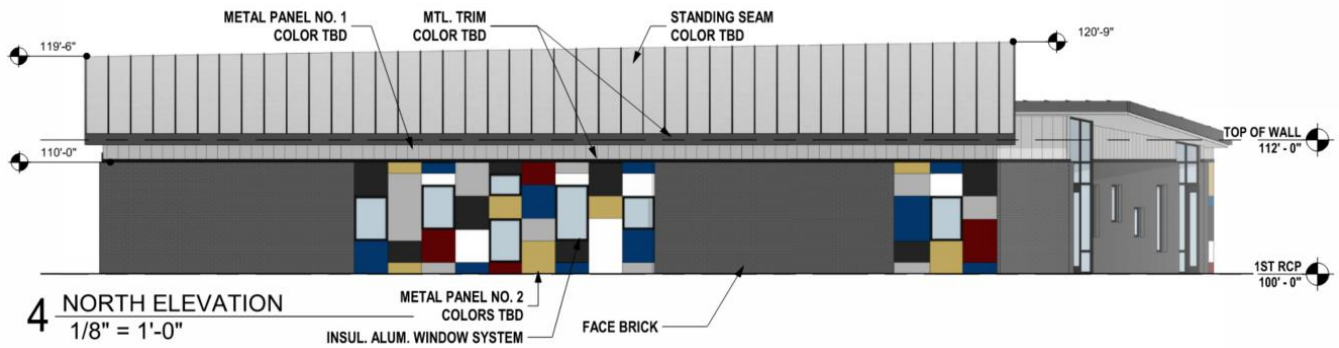 METAL PANEL NO. 1
COLOR TBD
MTL. TRIM
COLOR TBD
STANDING SEAM
COLOR TBD
119'-6"
120'-9"
110'-0"
TOP OF WALL
112' - 0"
1ST RCP
100' - 0"
4 NORTH ELEVATION
1/8" = 1'-0"
METAL PANEL NO. 2
COLORS TBD
INSUL. ALUM. WINDOW SYSTEM
FACE BRICK